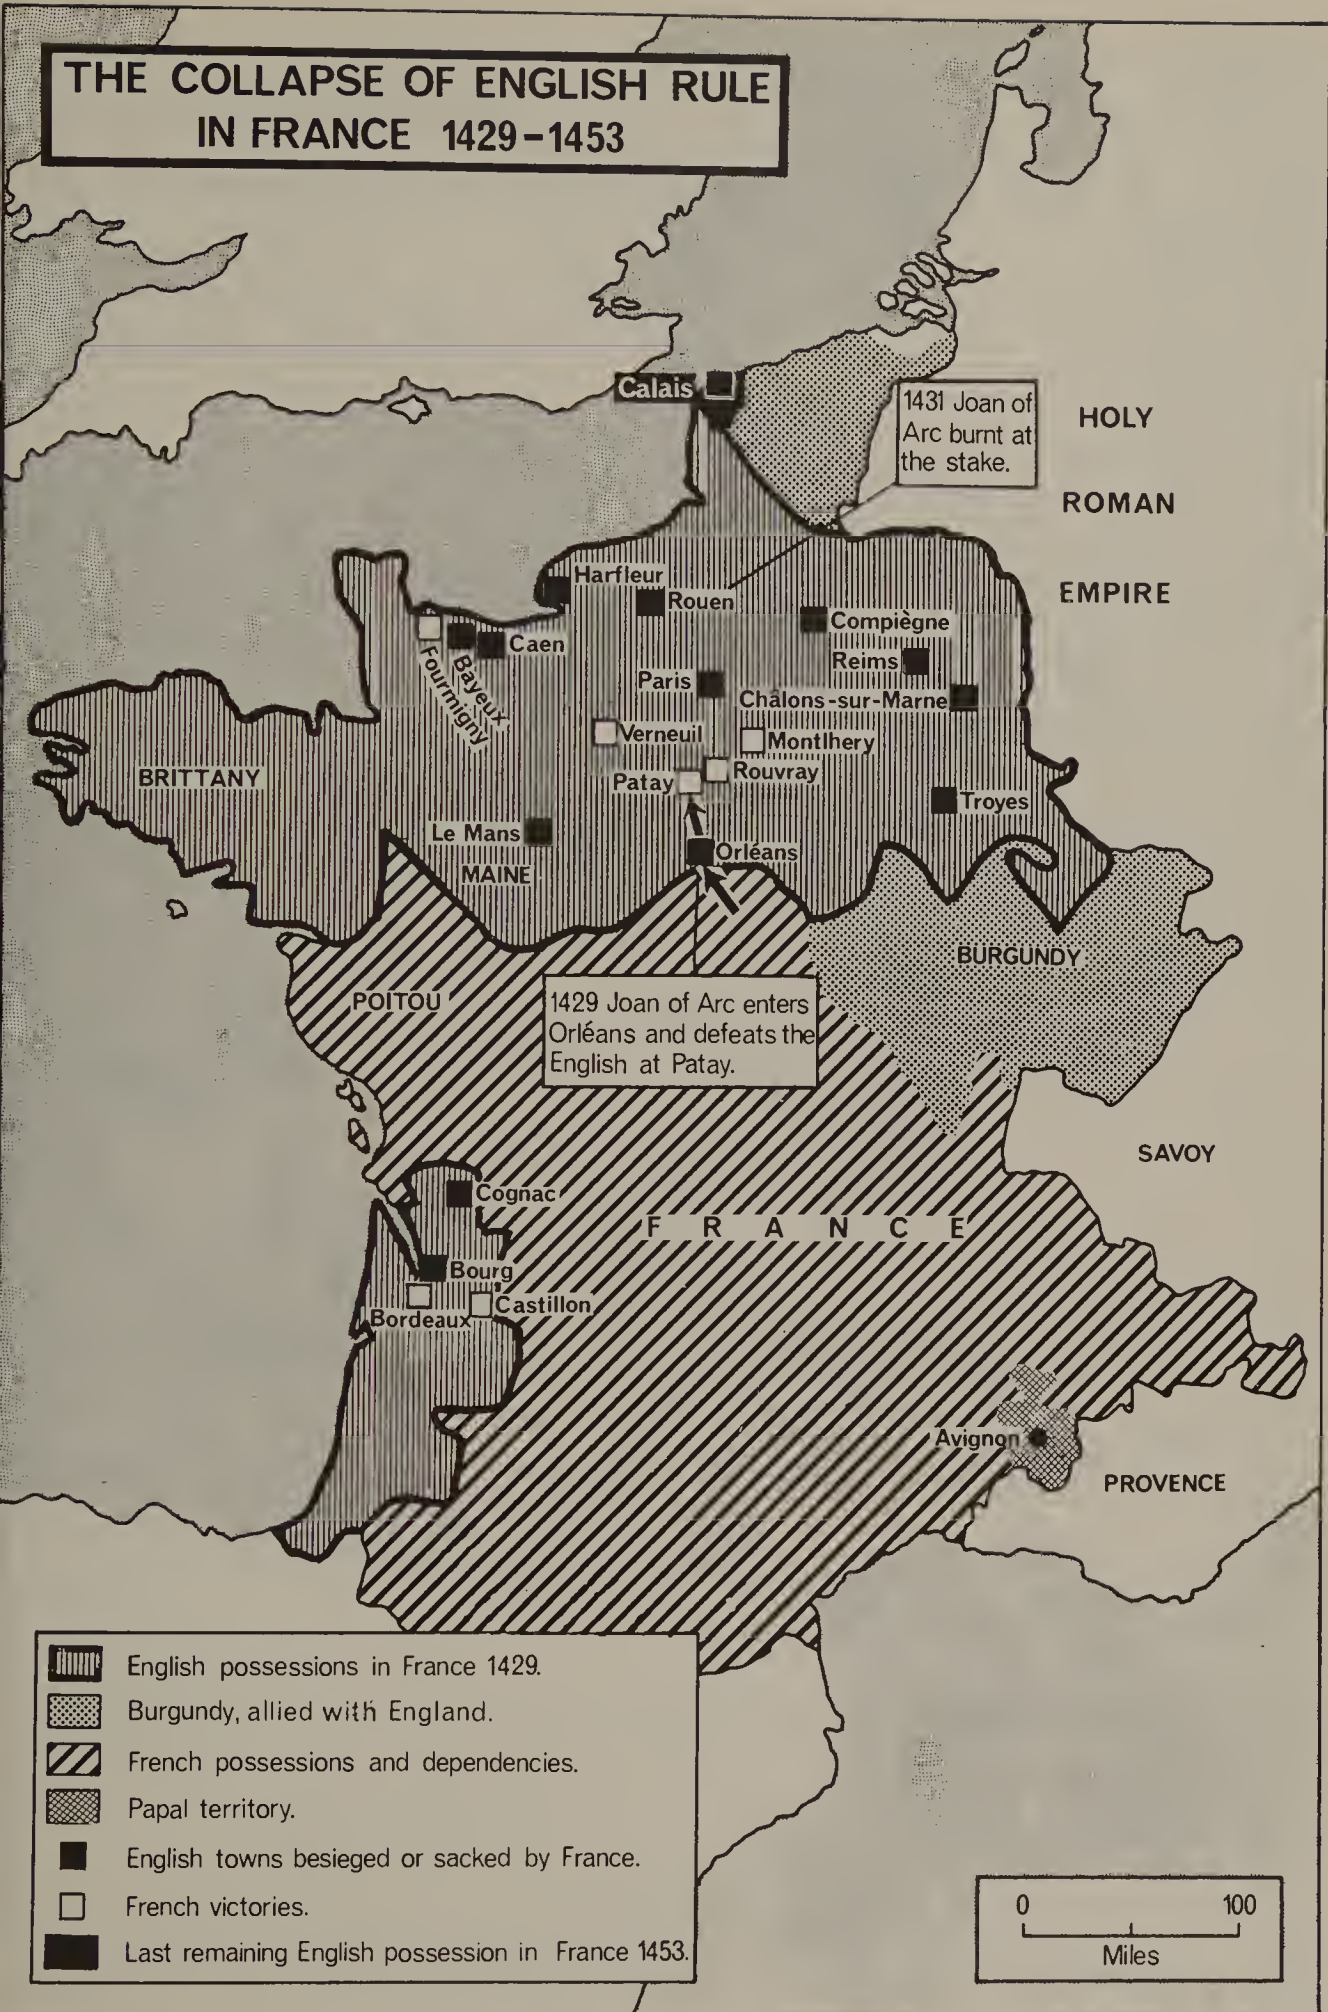 THE COLLAPSE OF ENGLISH RULE
IN FRANCE 1429-1453
Calais
1431 Joan of
Arc burnt at
the stake.
HOLY
ROMAN
EMPIRE
Harfleur
Rouen
Compiègne
Caen
Bayeux
Fourmigny
Reims
Paris
Châlons-sur-Marne
Verneuil
Montlhery
Rouvray
Patay
BRITTANY
Troyes
Le Mans
Orléans
MAINE
BURGUNDY
POITOU
1429 Joan of Arc enters
Orléans and defeats the
English at Patay.
SAVOY
Cognac
FRANCE
Bourg
Castillon
Bordeaux
Avignon
PROVENCE
English possessions in France 1429.
Burgundy, allied with England.
French possessions and dependencies.
Papal territory.
English towns besieged or sacked by France.
French victories.
Last remaining English possession in France 1453.
0 100
Miles